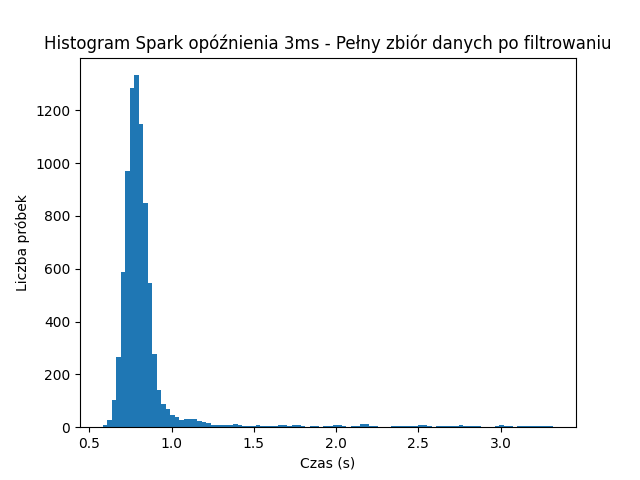 Histogram Spark opóźnienia 3ms - Pełny zbiór danych po filtrowaniu
1200
1000
800
600
400
200
0
Liczba próbek
0.5 1.0 1.5 2.0 2.5 3.0
Czas (s)